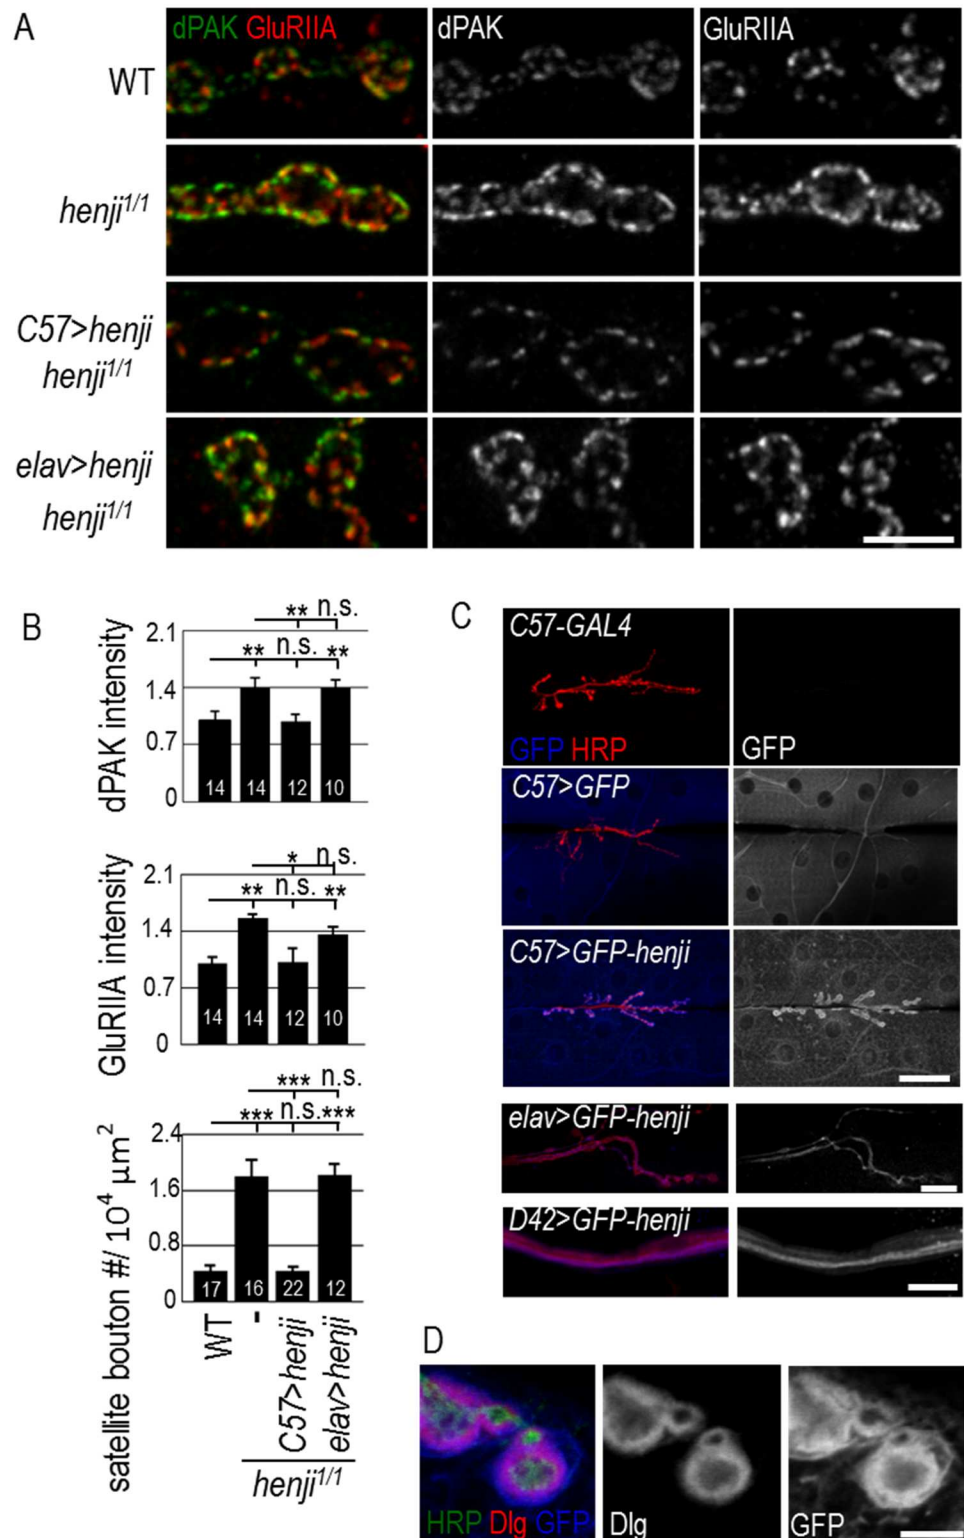 A
dPAK GluRIIA
dPAK
GluRIIA
WT
henji1/1
C57>henji
henji1/1
elav>henji
henji1/1
B
dPAK intensity
2.1
1.4
0.7
0
** n.s.
** n.s. **
14 14 12 10
GluRIIA intensity
2.1
1.4
0.7
0
* n.s.
** n.s. **
14 14 12 10
satellite bouton #/ 10^4 µm^2
2.4
1.6
0.8
0
*** n.s.
*** n.s. ***
17 16 22 12
WT
-
C57>henji
elav>henji
henji1/1
C
C57-GAL4
GFP HRP
GFP
C57>GFP
C57>GFP-henji
elav>GFP-henji
D42>GFP-henji
D
HRP Dlg GFP
Dlg
GFP